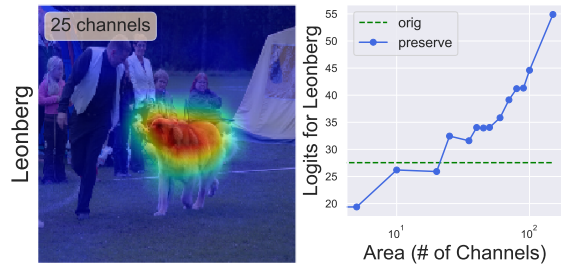 25 channels
Leonberg
Logits for Leonberg
orig
preserve
55
50
45
40
35
30
25
20
10¹
10²
Area (# of Channels)